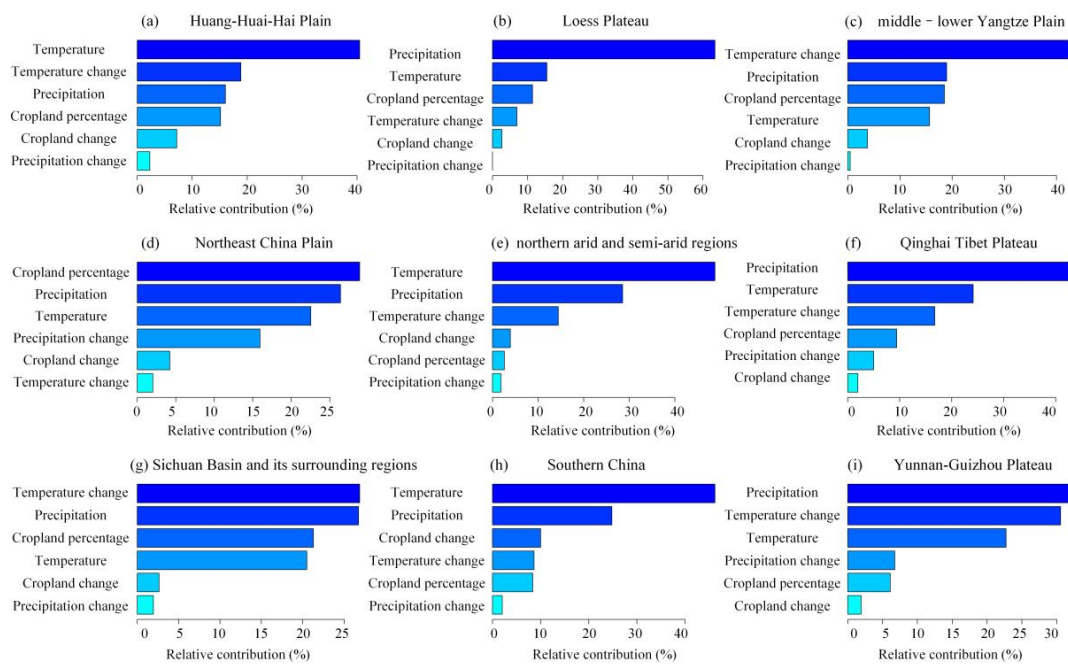 (a) Huang-Huai-Hai Plain
Temperature
Temperature change
Precipitation
Cropland percentage
Cropland change
Precipitation change
0 10 20 30 40
Relative contribution (%)
(b) Loess Plateau
Precipitation
Temperature
Cropland percentage
Temperature change
Cropland change
Precipitation change
0 10 20 30 40 50 60
Relative contribution (%)
(c) middle - lower Yangtze Plain
Temperature change
Precipitation
Cropland percentage
Temperature
Cropland change
Precipitation change
0 10 20 30 40
Relative contribution (%)
(d) Northeast China Plain
Cropland percentage
Precipitation
Temperature
Precipitation change
Cropland change
Temperature change
0 5 10 15 20 25
Relative contribution (%)
(e) northern arid and semi-arid regions
Temperature
Precipitation
Temperature change
Cropland change
Cropland percentage
Precipitation change
0 10 20 30 40
Relative contribution (%)
(f) Qinghai Tibet Plateau
Precipitation
Temperature
Temperature change
Cropland percentage
Precipitation change
Cropland change
0 10 20 30 40
Relative contribution (%)
(g) Sichuan Basin and its surrounding regions
Temperature change
Precipitation
Cropland percentage
Temperature
Cropland change
Precipitation change
0 5 10 15 20 25
Relative contribution (%)
(h) Southern China
Temperature
Precipitation
Cropland change
Temperature change
Cropland percentage
Precipitation change
0 10 20 30 40
Relative contribution (%)
(i) Yunnan-Guizhou Plateau
Precipitation
Temperature change
Temperature
Precipitation change
Cropland percentage
Cropland change
0 5 10 15 20 25 30
Relative contribution (%)